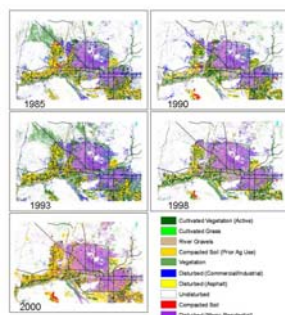 1985
1990
1993
1998
2000
Cultivated Vegetation (Active)
Cultivated Grass
River Gravels
Compacted Soil (Prior Ag Use)
Vegetation
Disturbed (Commercial/Industrial)
Disturbed (Asphalt)
Undisturbed
Compacted Soil